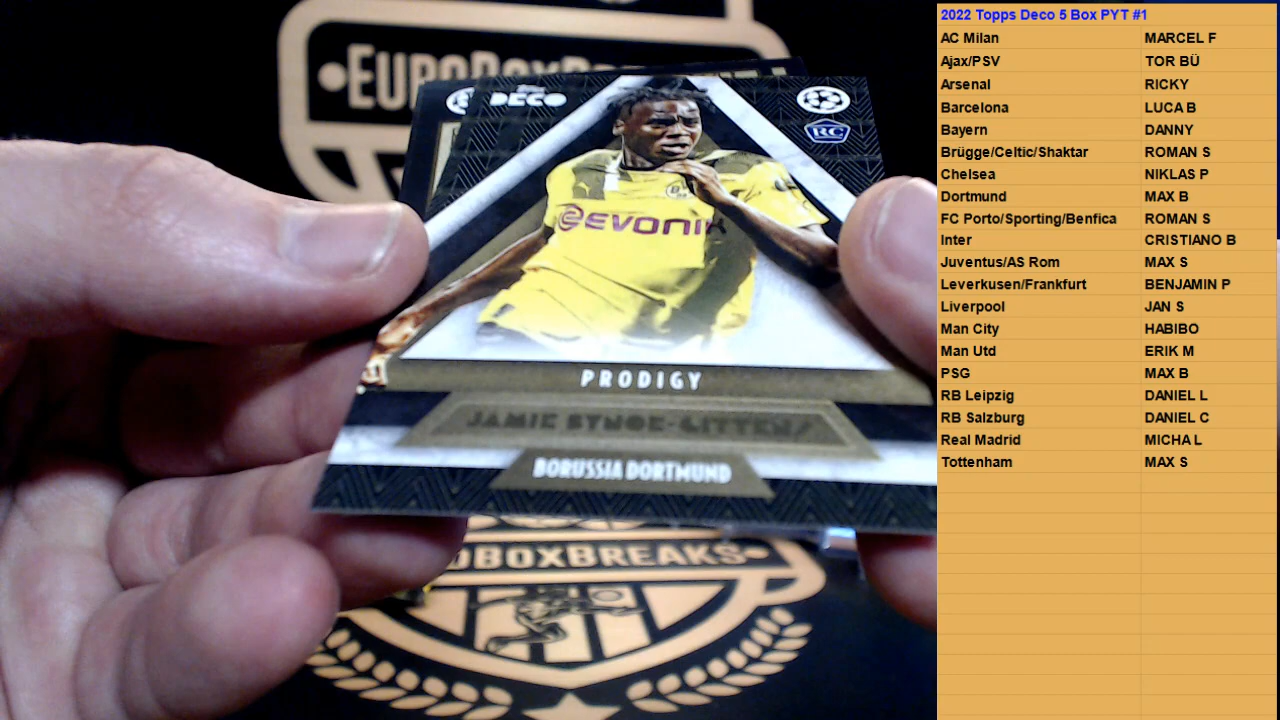 EUROBOXBREAKS
topps
DECO
RC
EVONIK
PRODIGY
JAMIE BYNOE-GITTENS
BORUSSIA DORTMUND
OBOXBREAKS
2022 Topps Deco 5 Box PYT #1
AC Milan MARCEL F
Ajax/PSV TOR BÜ
Arsenal RICKY
Barcelona LUCA B
Bayern DANNY
Brügge/Celtic/Shaktar ROMAN S
Chelsea NIKLAS P
Dortmund MAX B
FC Porto/Sporting/Benfica ROMAN S
Inter CRISTIANO B
Juventus/AS Rom MAX S
Leverkusen/Frankfurt BENJAMIN P
Liverpool JAN S
Man City HABIBO
Man Utd ERIK M
PSG MAX B
RB Leipzig DANIEL L
RB Salzburg DANIEL C
Real Madrid MICHA L
Tottenham MAX S